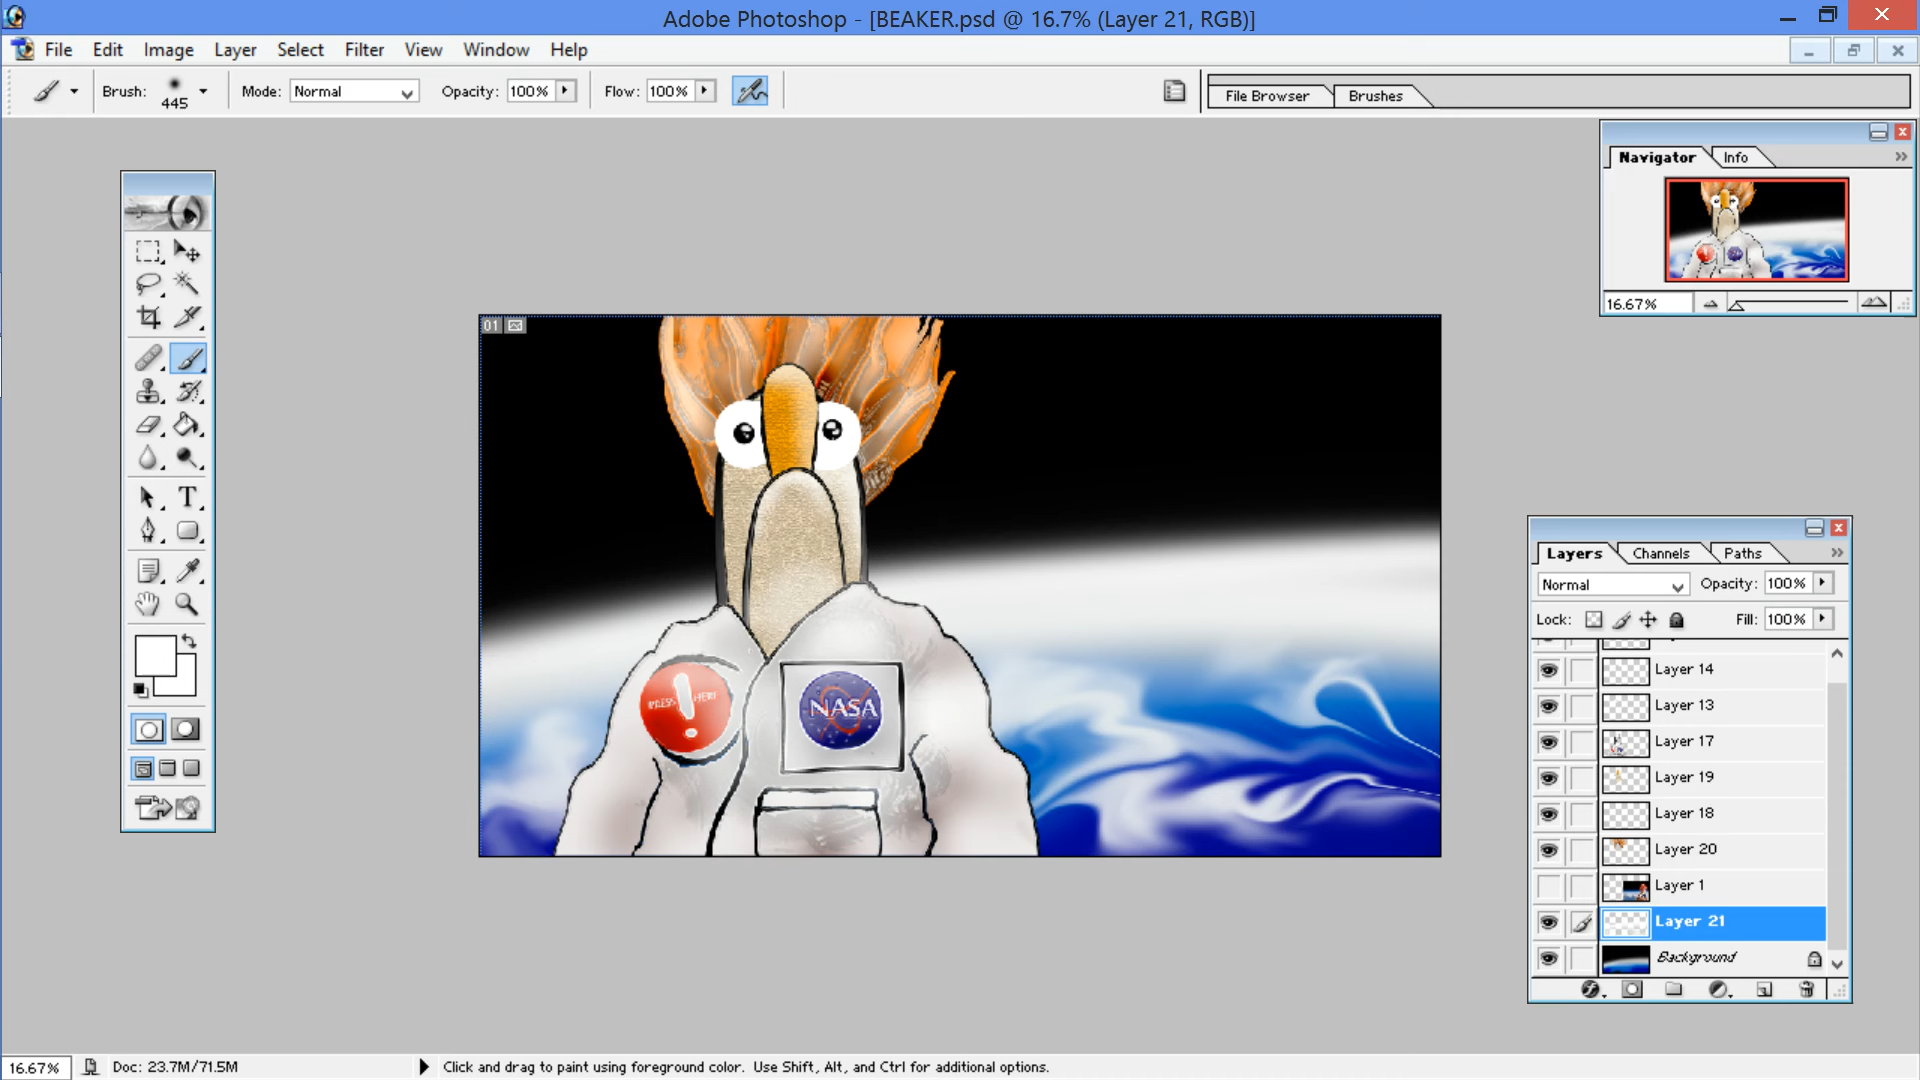 Adobe Photoshop - [BEAKER.psd @ 16.7% (Layer 21, RGB)]
File Edit Image Layer Select Filter View Window Help
Brush: 445 Mode: Normal Opacity: 100% Flow: 100% File Browser Brushes
Navigator Info
16.67%
01
PRESS ! HERE
NASA
Layers Channels Paths
Normal Opacity: 100%
Lock: Fill: 100%
Layer 14
Layer 13
Layer 17
Layer 19
Layer 18
Layer 20
Layer 1
Layer 21
Background
16.67% Doc: 23.7M/71.5M Click and drag to paint using foreground color. Use Shift, Alt, and Ctrl for additional options.